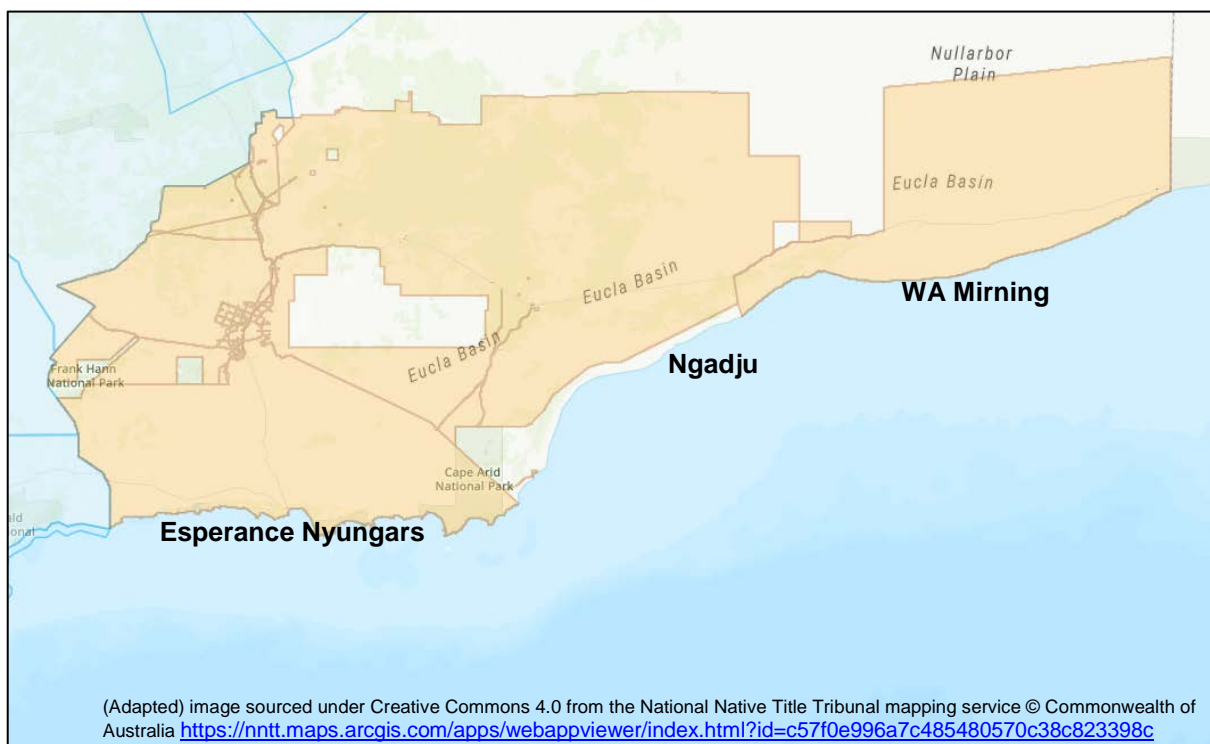 Nullarbor
Plain
Eucla Basin
Eucla Basin
WA Mirning
Eucla Basin
Ngadju
Frank Hann
National Park
Cape Arid
National Park
ald
ional
Esperance Nyungars
(Adapted) image sourced under Creative Commons 4.0 from the National Native Title Tribunal mapping service © Commonwealth of
Australia https://nntt.maps.arcgis.com/apps/webappviewer/index.html?id=c57f0e996a7c485480570c38c823398c